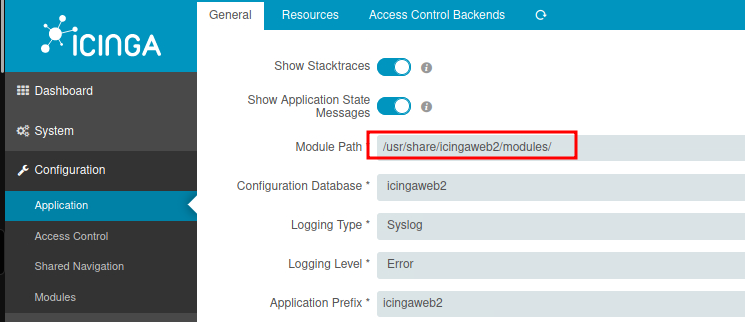 General Resources Access Control Backends
ICINGA
Show Stacktraces
Dashboard
Show Application State
Messages
System
Module Path * /usr/share/icingaweb2/modules/
Configuration
Configuration Database * icingaweb2
Application
Logging Type * Syslog
Access Control
Shared Navigation
Logging Level * Error
Modules
Application Prefix * icingaweb2